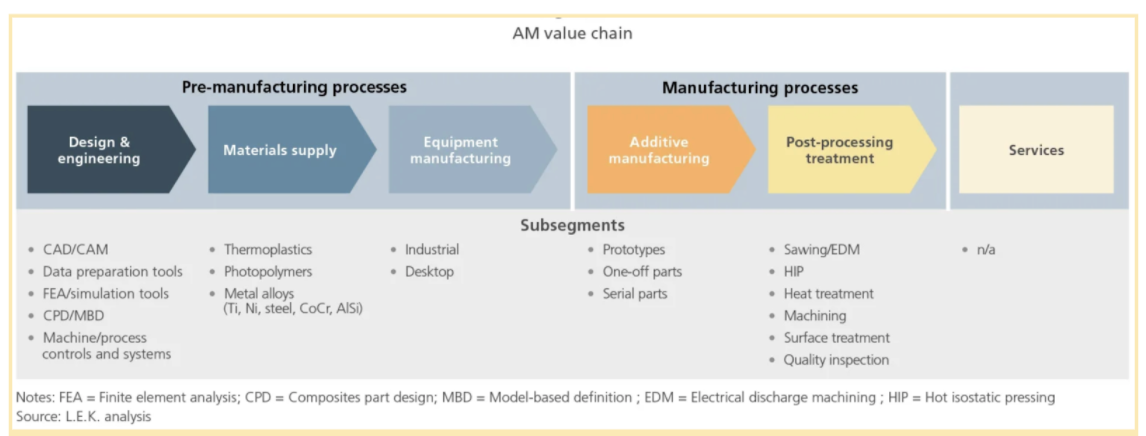 AM value chain
Pre-manufacturing processes
Manufacturing processes
Design &
engineering
Materials supply
Equipment
manufacturing
Additive
manufacturing
Post-processing
treatment
Services
Subsegments
• CAD/CAM
• Data preparation tools
• FEA/simulation tools
• CPD/MBD
• Machine/process
controls and systems
• Thermoplastics
• Photopolymers
• Metal alloys
(Ti, Ni, steel, CoCr, AlSi)
• Industrial
• Desktop
• Prototypes
• One-off parts
• Serial parts
• Sawing/EDM
• HIP
• Heat treatment
• Machining
• Surface treatment
• Quality inspection
• n/a
Notes: FEA = Finite element analysis; CPD = Composites part design; MBD = Model-based definition ; EDM = Electrical discharge machining ; HIP = Hot isostatic pressing
Source: L.E.K. analysis